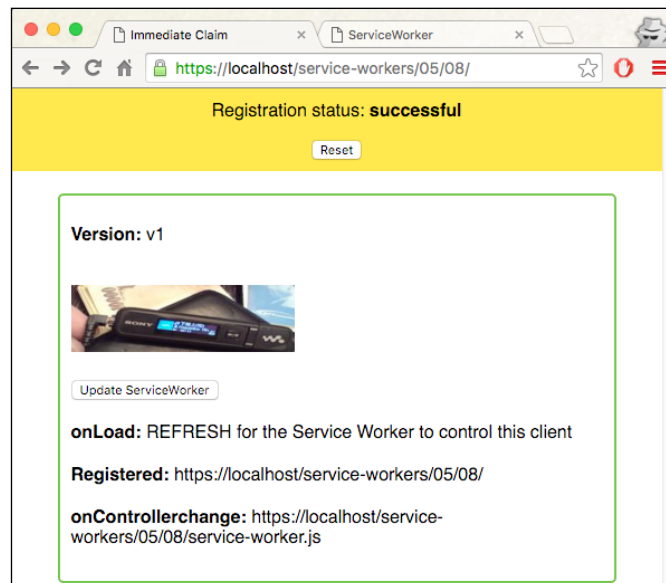 Immediate Claim
ServiceWorker
https://localhost/service-workers/05/08/
Registration status: successful
Reset
Version: v1
SONY
Update ServiceWorker
onLoad: REFRESH for the Service Worker to control this client
Registered: https://localhost/service-workers/05/08/
onControllerchange: https://localhost/service-
workers/05/08/service-worker.js